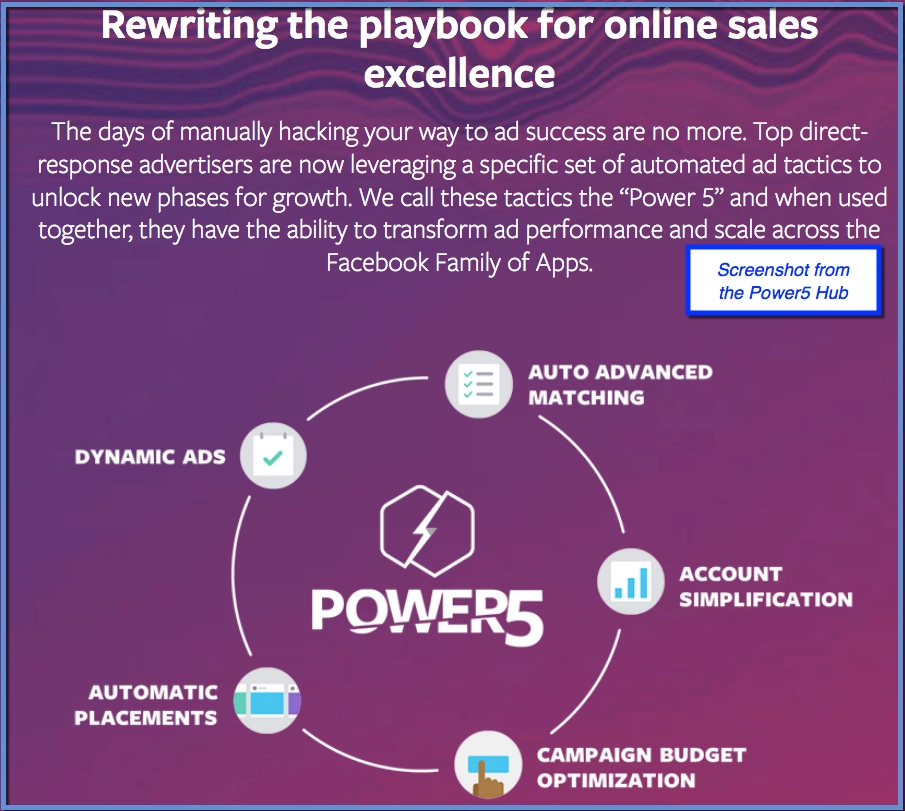 Rewriting the playbook for online sales
excellence
The days of manually hacking your way to ad success are no more. Top direct-
response advertisers are now leveraging a specific set of automated ad tactics to
unlock new phases for growth. We call these tactics the “Power 5” and when used
together, they have the ability to transform ad performance and scale across the
Facebook Family of Apps.
Screenshot from
the Power5 Hub
AUTO ADVANCED
MATCHING
DYNAMIC ADS
POWER5
ACCOUNT
SIMPLIFICATION
AUTOMATIC
PLACEMENTS
CAMPAIGN BUDGET
OPTIMIZATION